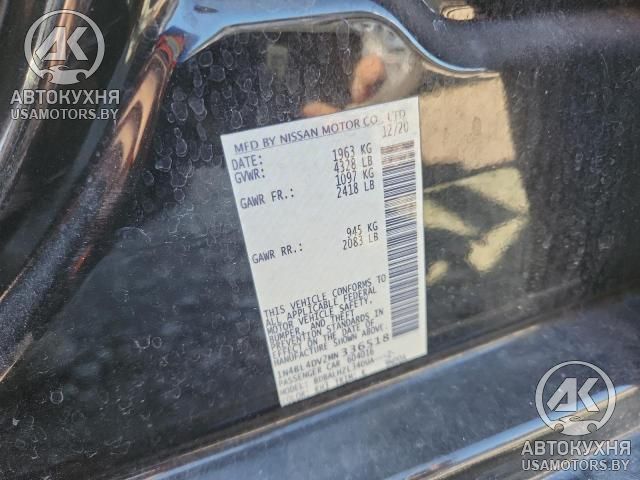 АК
АВТОКУХНЯ
USAMOTORS.BY
MFD BY NISSAN MOTOR CO., LTD.
DATE: 12/20
GVWR: 1963 KG
4328 LB
GAWR FR.: 1097 KG
2418 LB
GAWR RR.: 945 KG
2083 LB
THIS VEHICLE CONFORMS
TO ALL APPLICABLE FEDERAL
MOTOR VEHICLE SAFETY,
BUMPER, AND THEFT
PREVENTION STANDARDS IN
EFFECT ON THE DATE OF
MANUFACTURE SHOWN ABOVE.
1N4BL4DV2MN336518
PASSENGER CAR
MODEL:
АК
АВТОКУХНЯ
USAMOTORS.BY